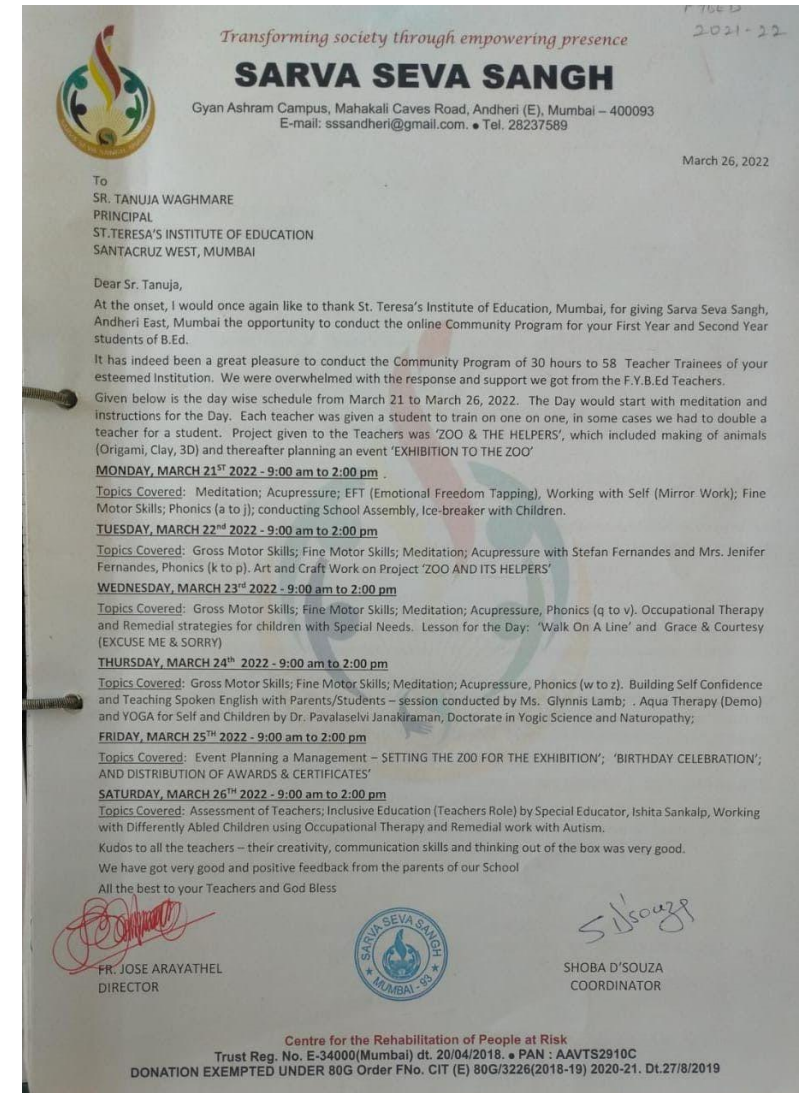 2021-22
Transforming society through empowering presence
SARVA SEVA SANGH
Gyan Ashram Campus, Mahakali Caves Road, Andheri (E), Mumbai – 400093
E-mail: sssandheri@gmail.com. ● Tel. 28237589
March 26, 2022
To
SR. TANUJA WAGHMARE
PRINCIPAL
ST.TERESA'S INSTITUTE OF EDUCATION
SANTACRUZ WEST, MUMBAI
Dear Sr. Tanuja,
At the onset, I would once again like to thank St. Teresa's Institute of Education, Mumbai, for giving Sarva Seva Sangh,
Andheri East, Mumbai the opportunity to conduct the online Community Program for your First Year and Second Year
students of B.Ed.
It has indeed been a great pleasure to conduct the Community Program of 30 hours to 58 Teacher Trainees of your
esteemed Institution. We were overwhelmed with the response and support we got from the F.Y.B.Ed Teachers.
Given below is the day wise schedule from March 21 to March 26, 2022. The Day would start with meditation and
instructions for the Day. Each teacher was given a student to train on one on one, in some cases we had to double a
teacher for a student. Project given to the Teachers was 'ZOO & THE HELPERS', which included making of animals
(Origami, Clay, 3D) and thereafter planning an event 'EXHIBITION TO THE ZOO'
MONDAY, MARCH 21ST 2022 - 9:00 am to 2:00 pm .
Topics Covered: Meditation; Acupressure; EFT (Emotional Freedom Tapping), Working with Self (Mirror Work); Fine
Motor Skills; Phonics (a to j); conducting School Assembly, Ice-breaker with Children.
TUESDAY, MARCH 22nd 2022 - 9:00 am to 2:00 pm
Topics Covered: Gross Motor Skills; Fine Motor Skills; Meditation; Acupressure with Stefan Fernandes and Mrs. Jenifer
Fernandes, Phonics (k to p). Art and Craft Work on Project 'ZOO AND ITS HELPERS'
WEDNESDAY, MARCH 23rd 2022 - 9:00 am to 2:00 pm
Topics Covered: Gross Motor Skills; Fine Motor Skills; Meditation; Acupressure, Phonics (q to v). Occupational Therapy
and Remedial strategies for children with Special Needs. Lesson for the Day: 'Walk On A Line' and Grace & Courtesy
(EXCUSE ME & SORRY)
THURSDAY, MARCH 24th 2022 - 9:00 am to 2:00 pm
Topics Covered: Gross Motor Skills; Fine Motor Skills; Meditation; Acupressure, Phonics (w to z). Building Self Confidence
and Teaching Spoken English with Parents/Students – session conducted by Ms. Glynnis Lamb; . Aqua Therapy (Demo)
and YOGA for Self and Children by Dr. Pavalaselvi Janakiraman, Doctorate in Yogic Science and Naturopathy;
FRIDAY, MARCH 25TH 2022 - 9:00 am to 2:00 pm
Topics Covered: Event Planning a Management – SETTING THE Z00 FOR THE EXHIBITION'; 'BIRTHDAY CELEBRATION';
AND DISTRIBUTION OF AWARDS & CERTIFICATES'
SATURDAY, MARCH 26TH 2022 - 9:00 am to 2:00 pm
Topics Covered: Assessment of Teachers; Inclusive Education (Teachers Role) by Special Educator, Ishita Sankalp, Working
with Differently Abled Children using Occupational Therapy and Remedial work with Autism.
Kudos to all the teachers – their creativity, communication skills and thinking out of the box was very good.
We have got very good and positive feedback from the parents of our School
All the best to your Teachers and God Bless
S D'souza
SARVA SEVA SANGH
MUMBAI - 93
FR. JOSE ARAYATHEL
DIRECTOR
SHOBA D'SOUZA
COORDINATOR
Centre for the Rehabilitation of People at Risk
Trust Reg. No. E-34000(Mumbai) dt. 20/04/2018. ● PAN : AAVTS2910C
DONATION EXEMPTED UNDER 80G Order FNo. CIT (E) 80G/3226(2018-19) 2020-21. Dt.27/8/2019